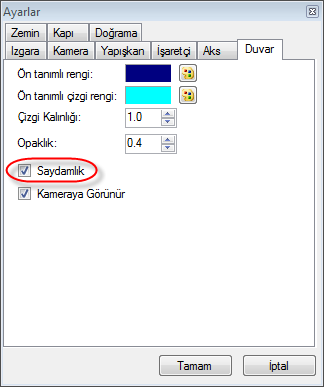 Ayarlar
Zemin Kapı Doğrama
Izgara Kamera Yapışkan İşaretçi Aks Duvar
Ön tanımlı rengi:
Ön tanımlı çizgi rengi:
Çizgi Kalınlığı: 1.0
Opaklık: 0.4
Saydamlık
Kameraya Görünür
Tamam İptal